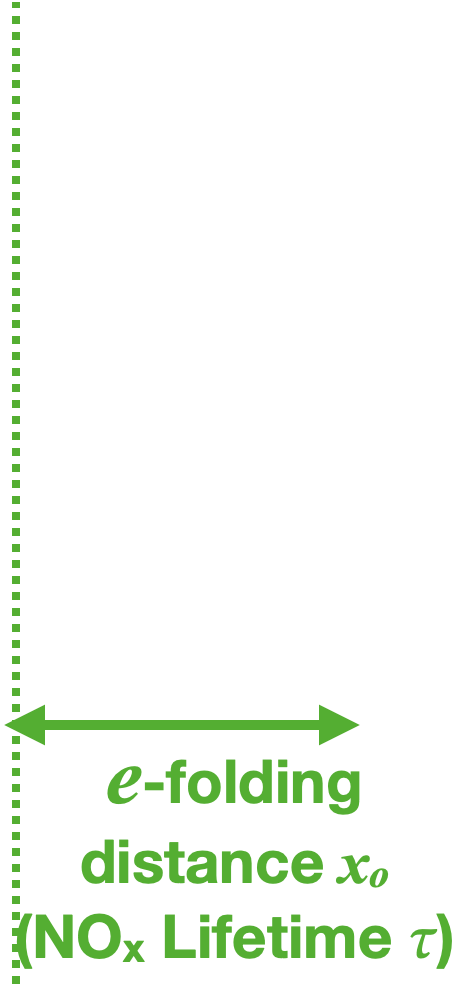 e-folding
distance xₒ
(NOₓ Lifetime τ)